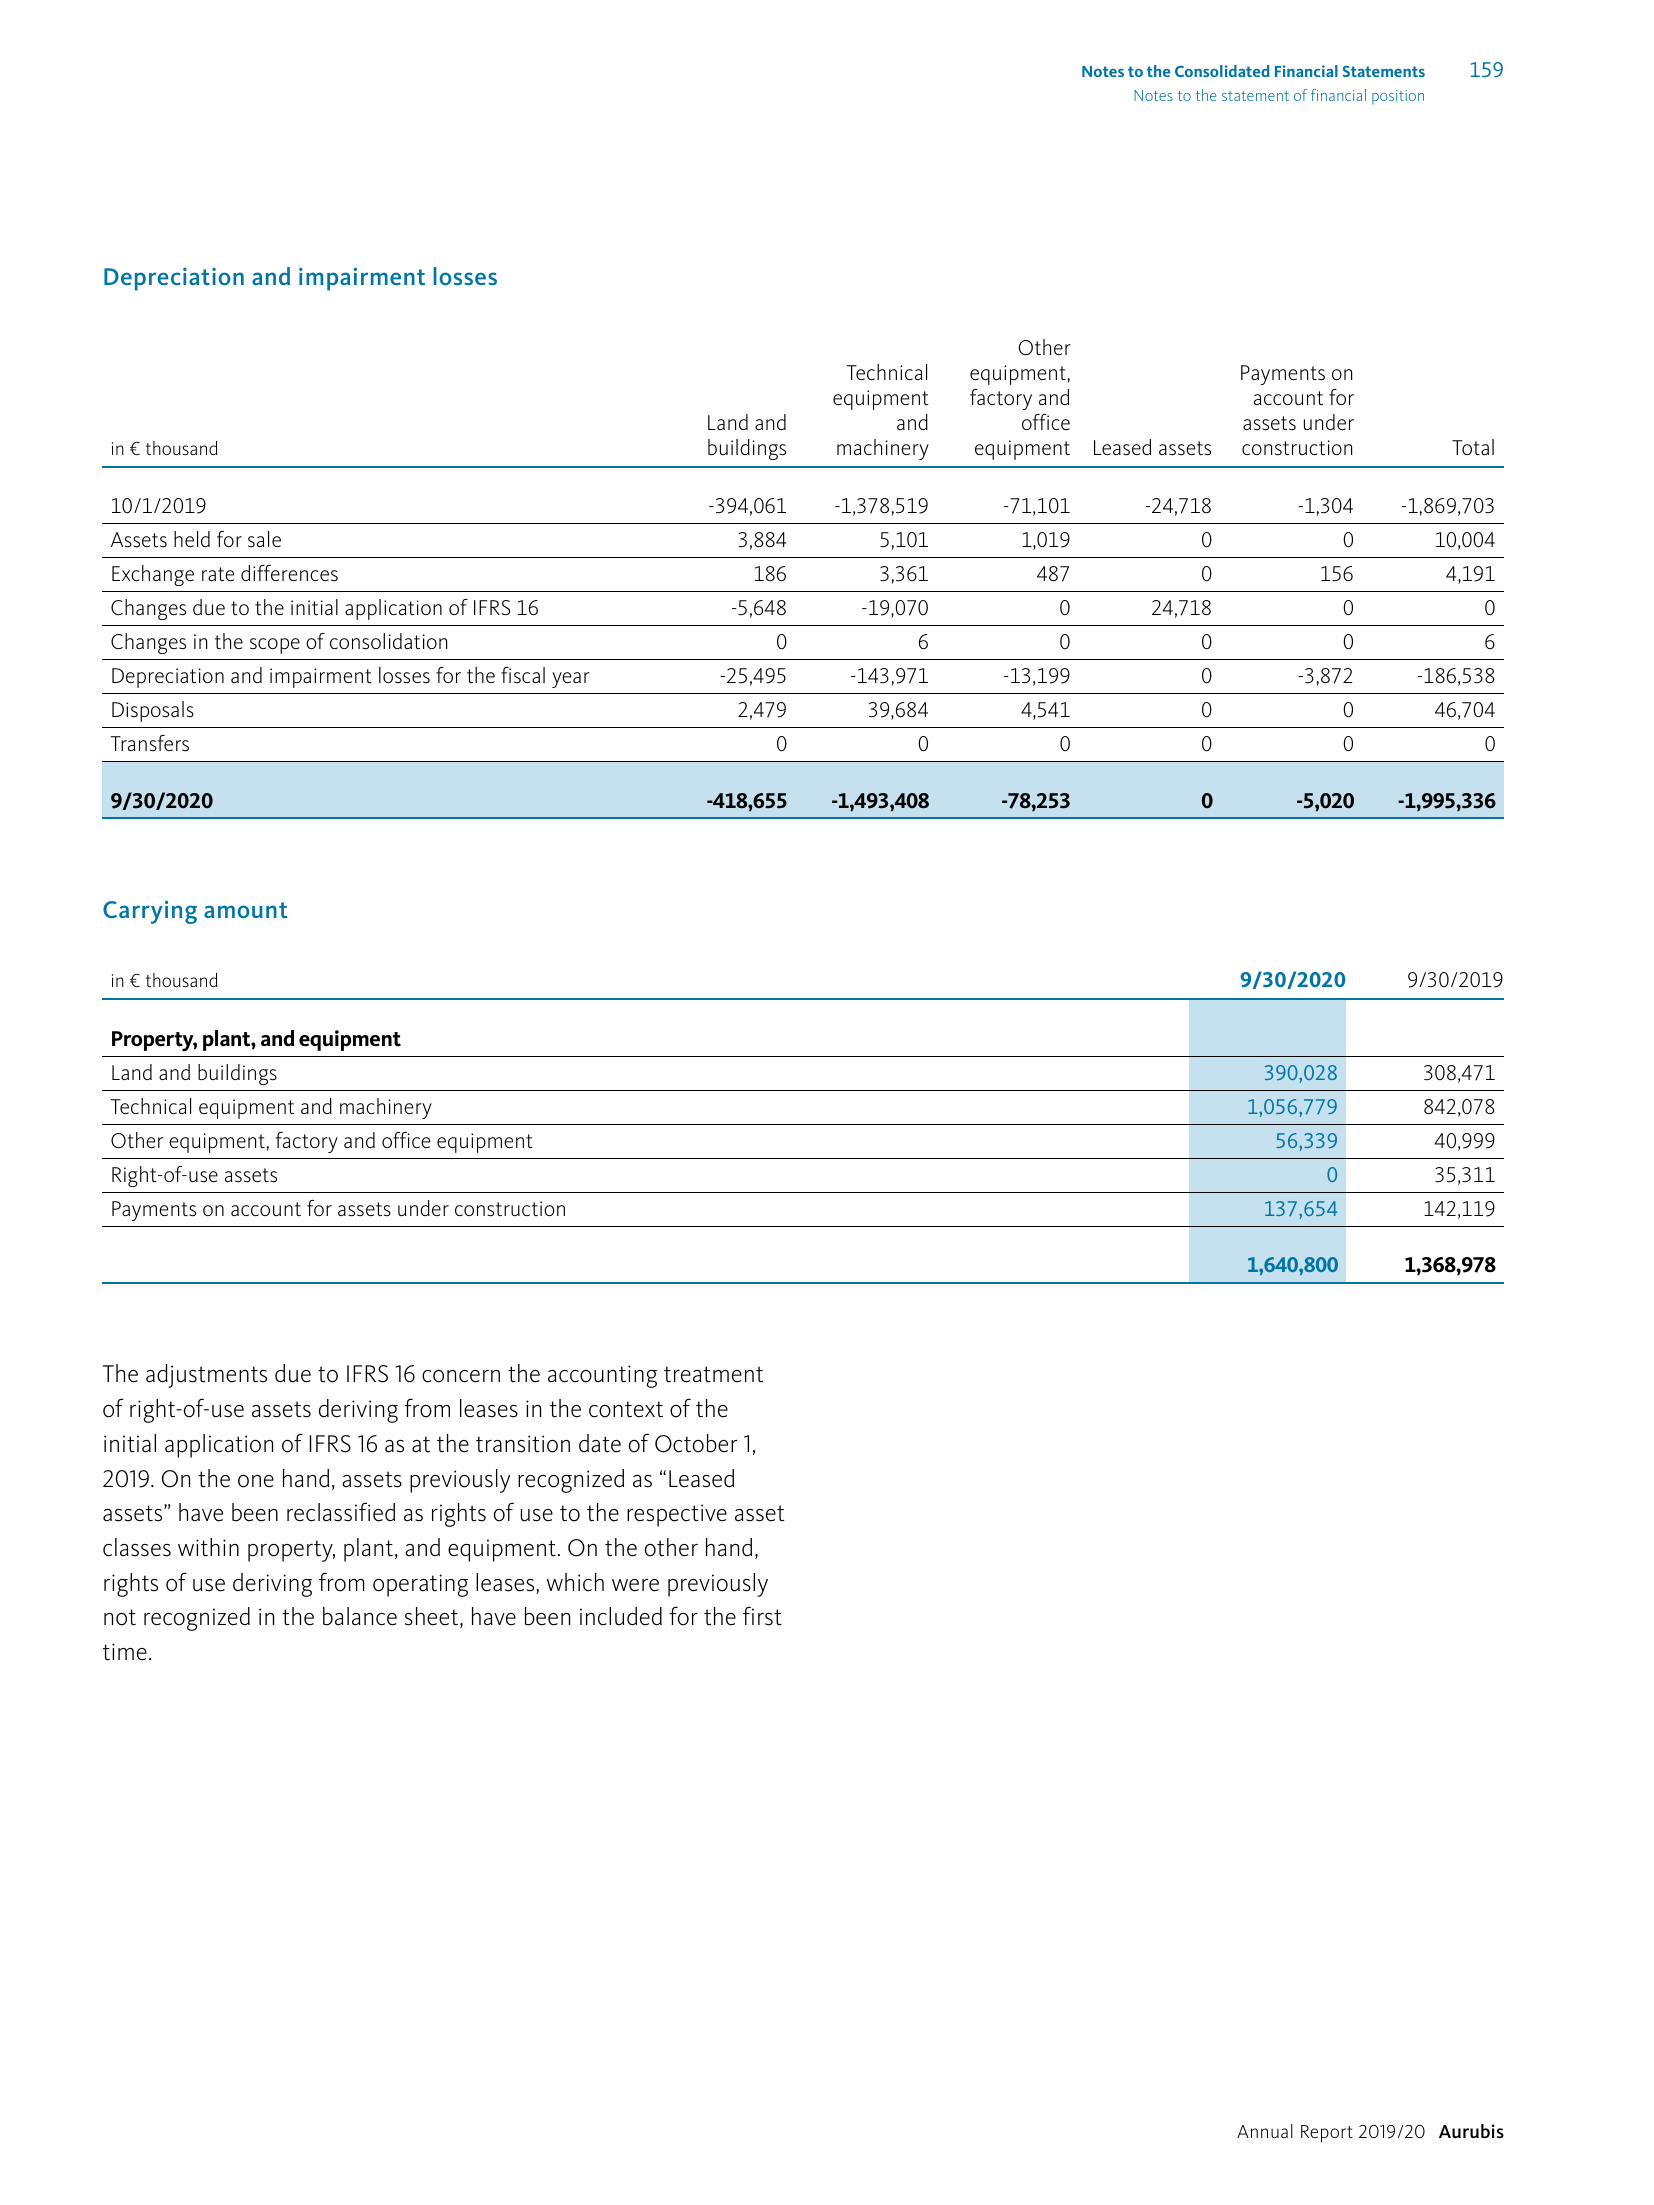 Notes to the Consolidated Financial Statements 159
Notes to the statement of financial position
Depreciation and impairment losses
in € thousand Land and buildings Technical equipment and machinery Other equipment, factory and office equipment Leased assets Payments on account for assets under construction Total
10/1/2019 -394,061 -1,378,519 -71,101 -24,718 -1,304 -1,869,703
Assets held for sale 3,884 5,101 1,019 0 0 10,004
Exchange rate differences 186 3,361 487 0 156 4,191
Changes due to the initial application of IFRS 16 -5,648 -19,070 0 24,718 0 0
Changes in the scope of consolidation 0 6 0 0 0 6
Depreciation and impairment losses for the fiscal year -25,495 -143,971 -13,199 0 -3,872 -186,538
Disposals 2,479 39,684 4,541 0 0 46,704
Transfers 0 0 0 0 0 0
9/30/2020 -418,655 -1,493,408 -78,253 0 -5,020 -1,995,336
Carrying amount
in € thousand 9/30/2020 9/30/2019
Property, plant, and equipment
Land and buildings 390,028 308,471
Technical equipment and machinery 1,056,779 842,078
Other equipment, factory and office equipment 56,339 40,999
Right-of-use assets 0 35,311
Payments on account for assets under construction 137,654 142,119
1,640,800 1,368,978
The adjustments due to IFRS 16 concern the accounting treatment
of right-of-use assets deriving from leases in the context of the
initial application of IFRS 16 as at the transition date of October 1,
2019. On the one hand, assets previously recognized as “Leased
assets” have been reclassified as rights of use to the respective asset
classes within property, plant, and equipment. On the other hand,
rights of use deriving from operating leases, which were previously
not recognized in the balance sheet, have been included for the first
time.
Annual Report 2019/20 Aurubis